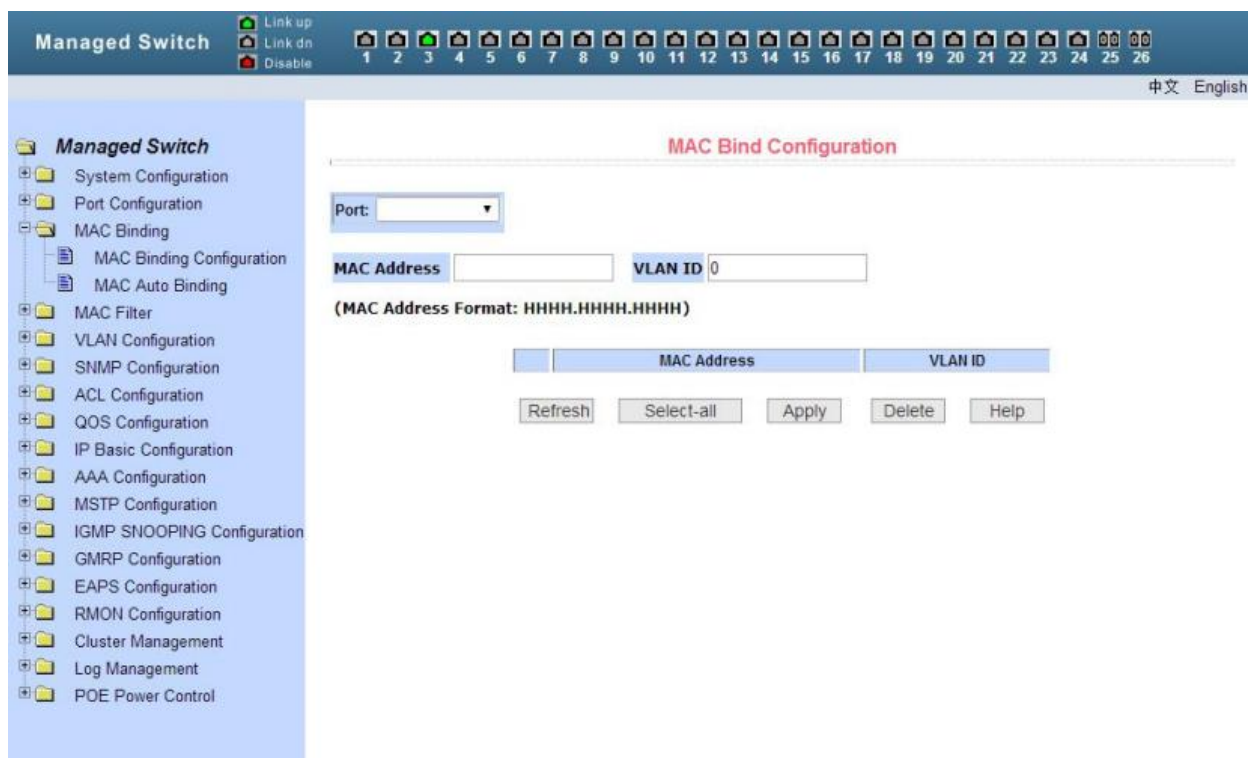 Managed Switch
Link up
Link dn
Disable
1 2 3 4 5 6 7 8 9 10 11 12 13 14 15 16 17 18 19 20 21 22 23 24 25 26
中文 English
Managed Switch
System Configuration
Port Configuration
MAC Binding
MAC Binding Configuration
MAC Auto Binding
MAC Filter
VLAN Configuration
SNMP Configuration
ACL Configuration
QOS Configuration
IP Basic Configuration
AAA Configuration
MSTP Configuration
IGMP SNOOPING Configuration
GMRP Configuration
EAPS Configuration
RMON Configuration
Cluster Management
Log Management
POE Power Control
MAC Bind Configuration
Port:
MAC Address VLAN ID 0
(MAC Address Format: HHHH.HHHH.HHHH)
MAC Address VLAN ID
Refresh Select-all Apply Delete Help